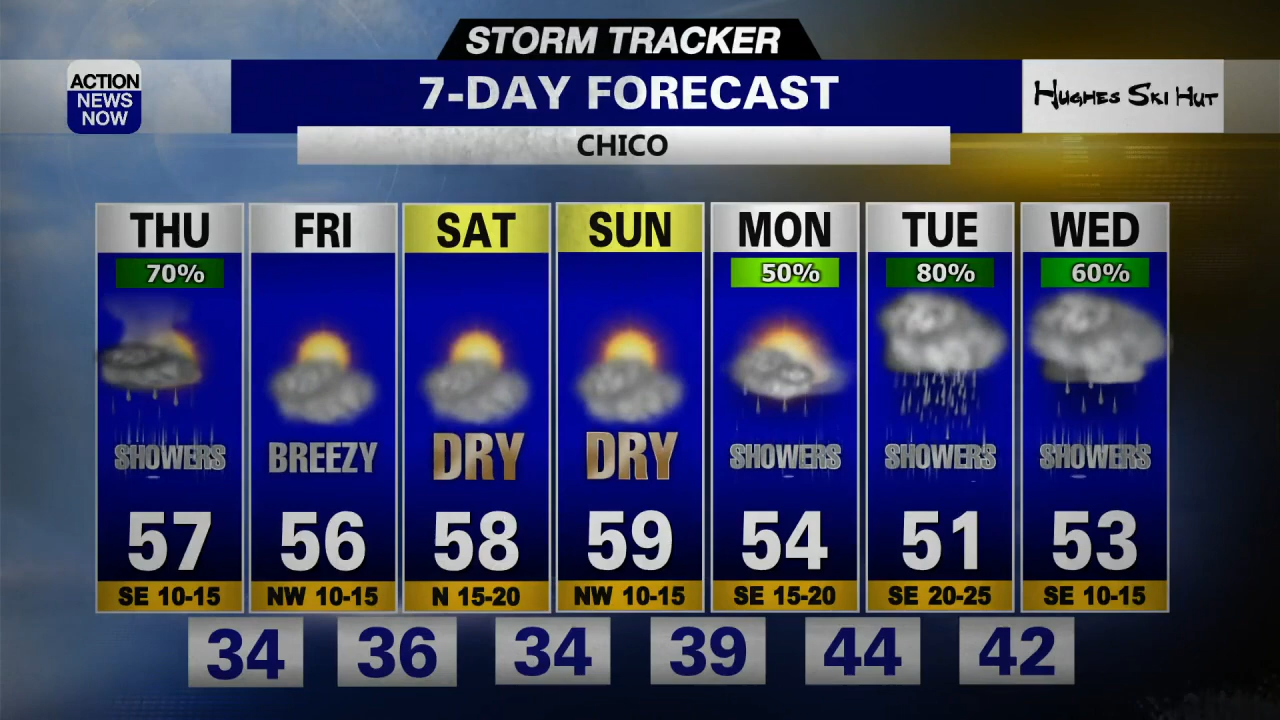 STORM TRACKER
7-DAY FORECAST
ACTION
NEWS
NOW
HUGHES SKI HUT
CHICO
THU FRI SAT SUN MON TUE WED
70% 50% 80% 60%
SHOWERS BREEZY DRY DRY SHOWERS SHOWERS SHOWERS
57 56 58 59 54 51 53
SE 10-15 NW 10-15 N 15-20 NW 10-15 SE 15-20 SE 20-25 SE 10-15
34 36 34 39 44 42